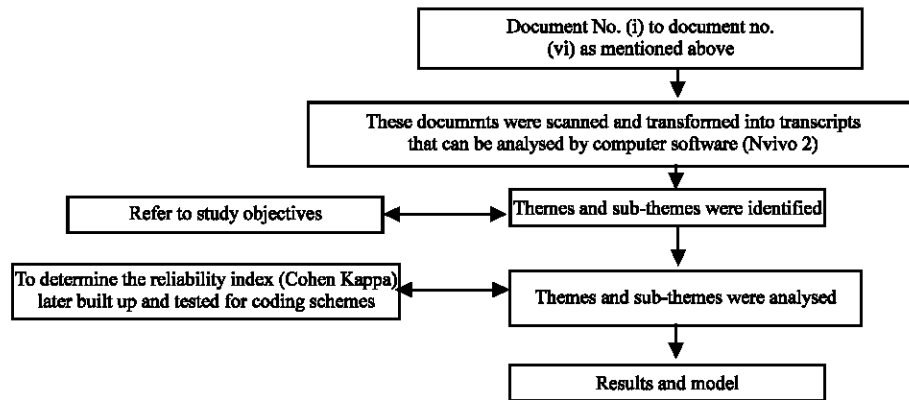 Document No. (i) to document no.
(vi) as mentioned above
These documrnts were scanned and transformed into transcripts
that can be analysed by computer software (Nvivo 2)
Refer to study objectives
Themes and sub-themes were identified
To determine the reliability index (Cohen Kappa)
later built up and tested for coding schemes
Themes and sub-themes were analysed
Results and model